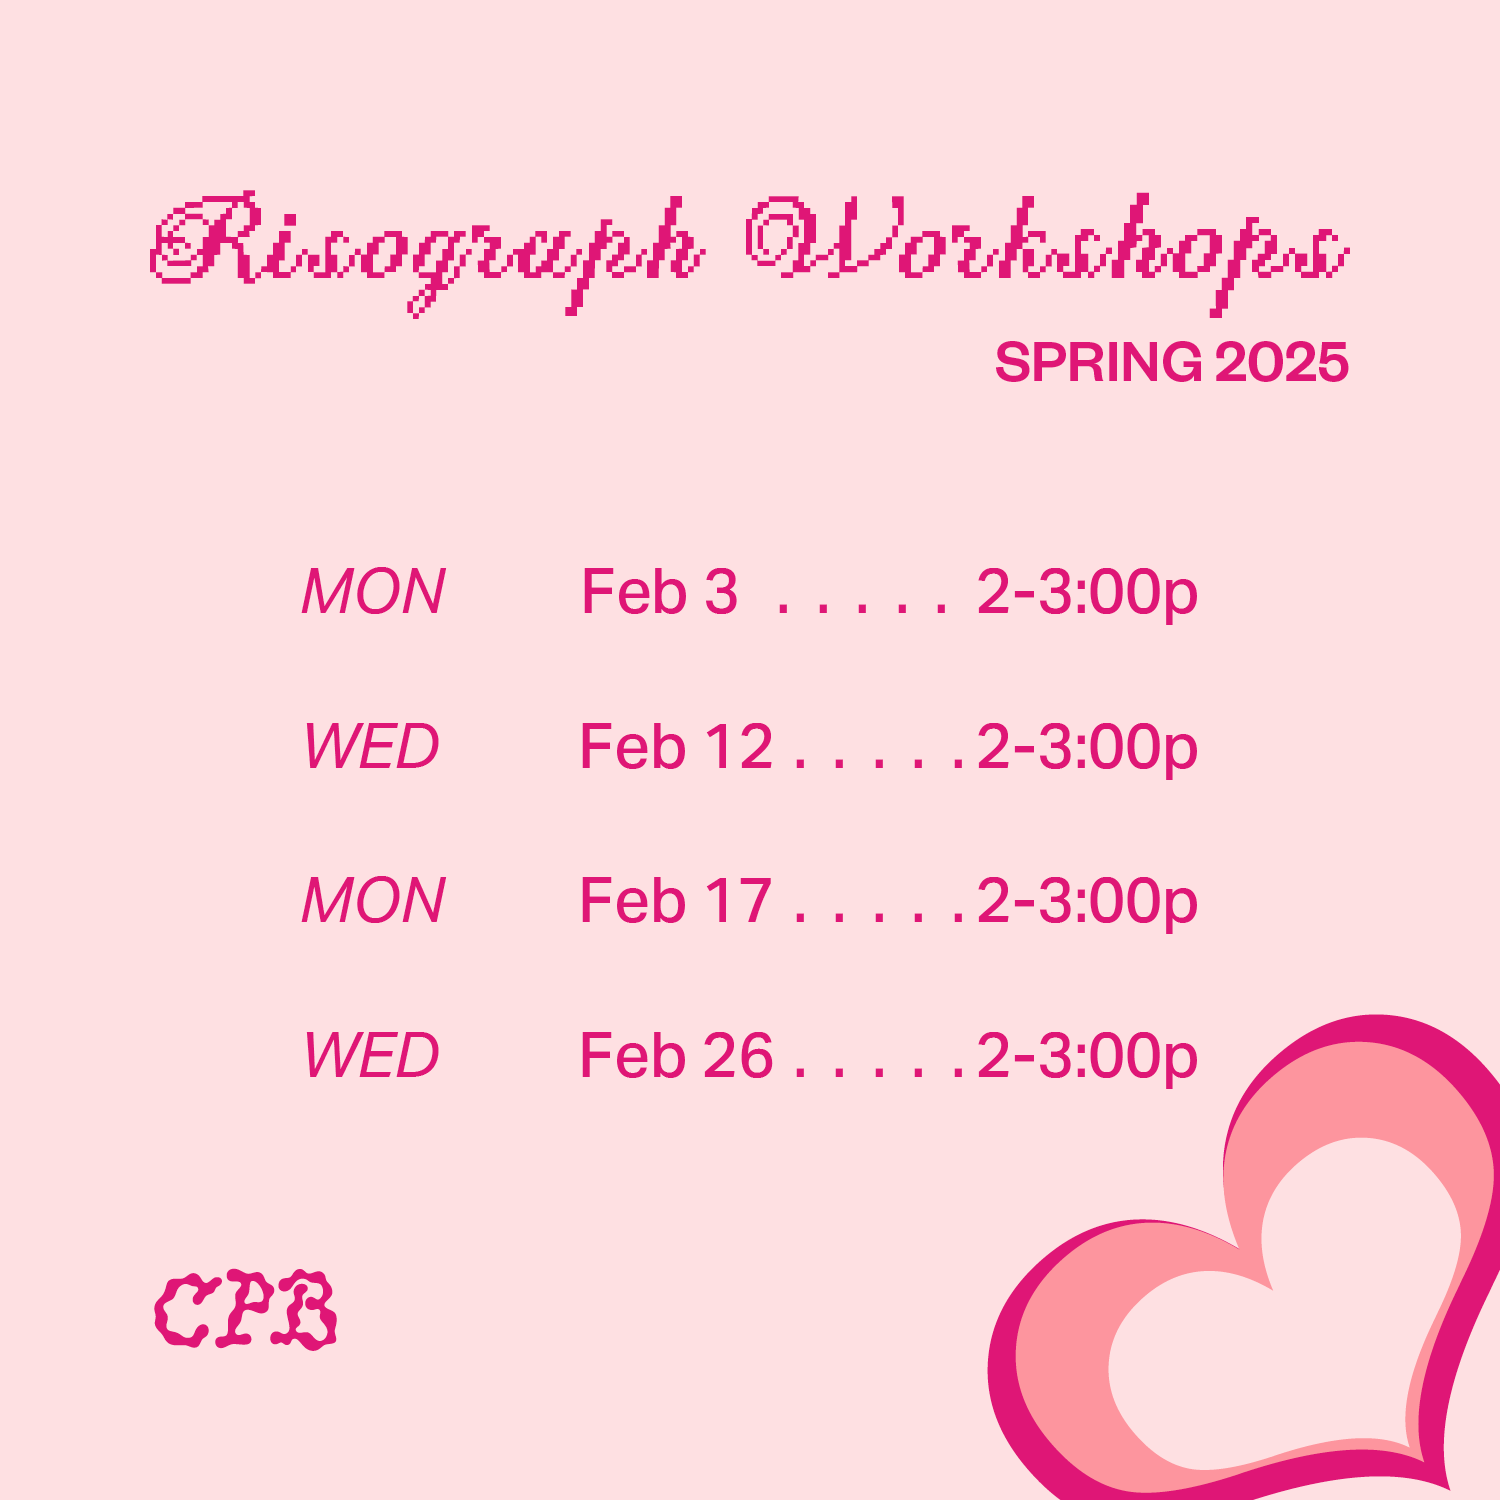 Risograph Workshops
SPRING 2025
MON Feb 3 . . . . . 2-3:00p
WED Feb 12 . . . . . 2-3:00p
MON Feb 17 . . . . . 2-3:00p
WED Feb 26 . . . . . 2-3:00p
CPB